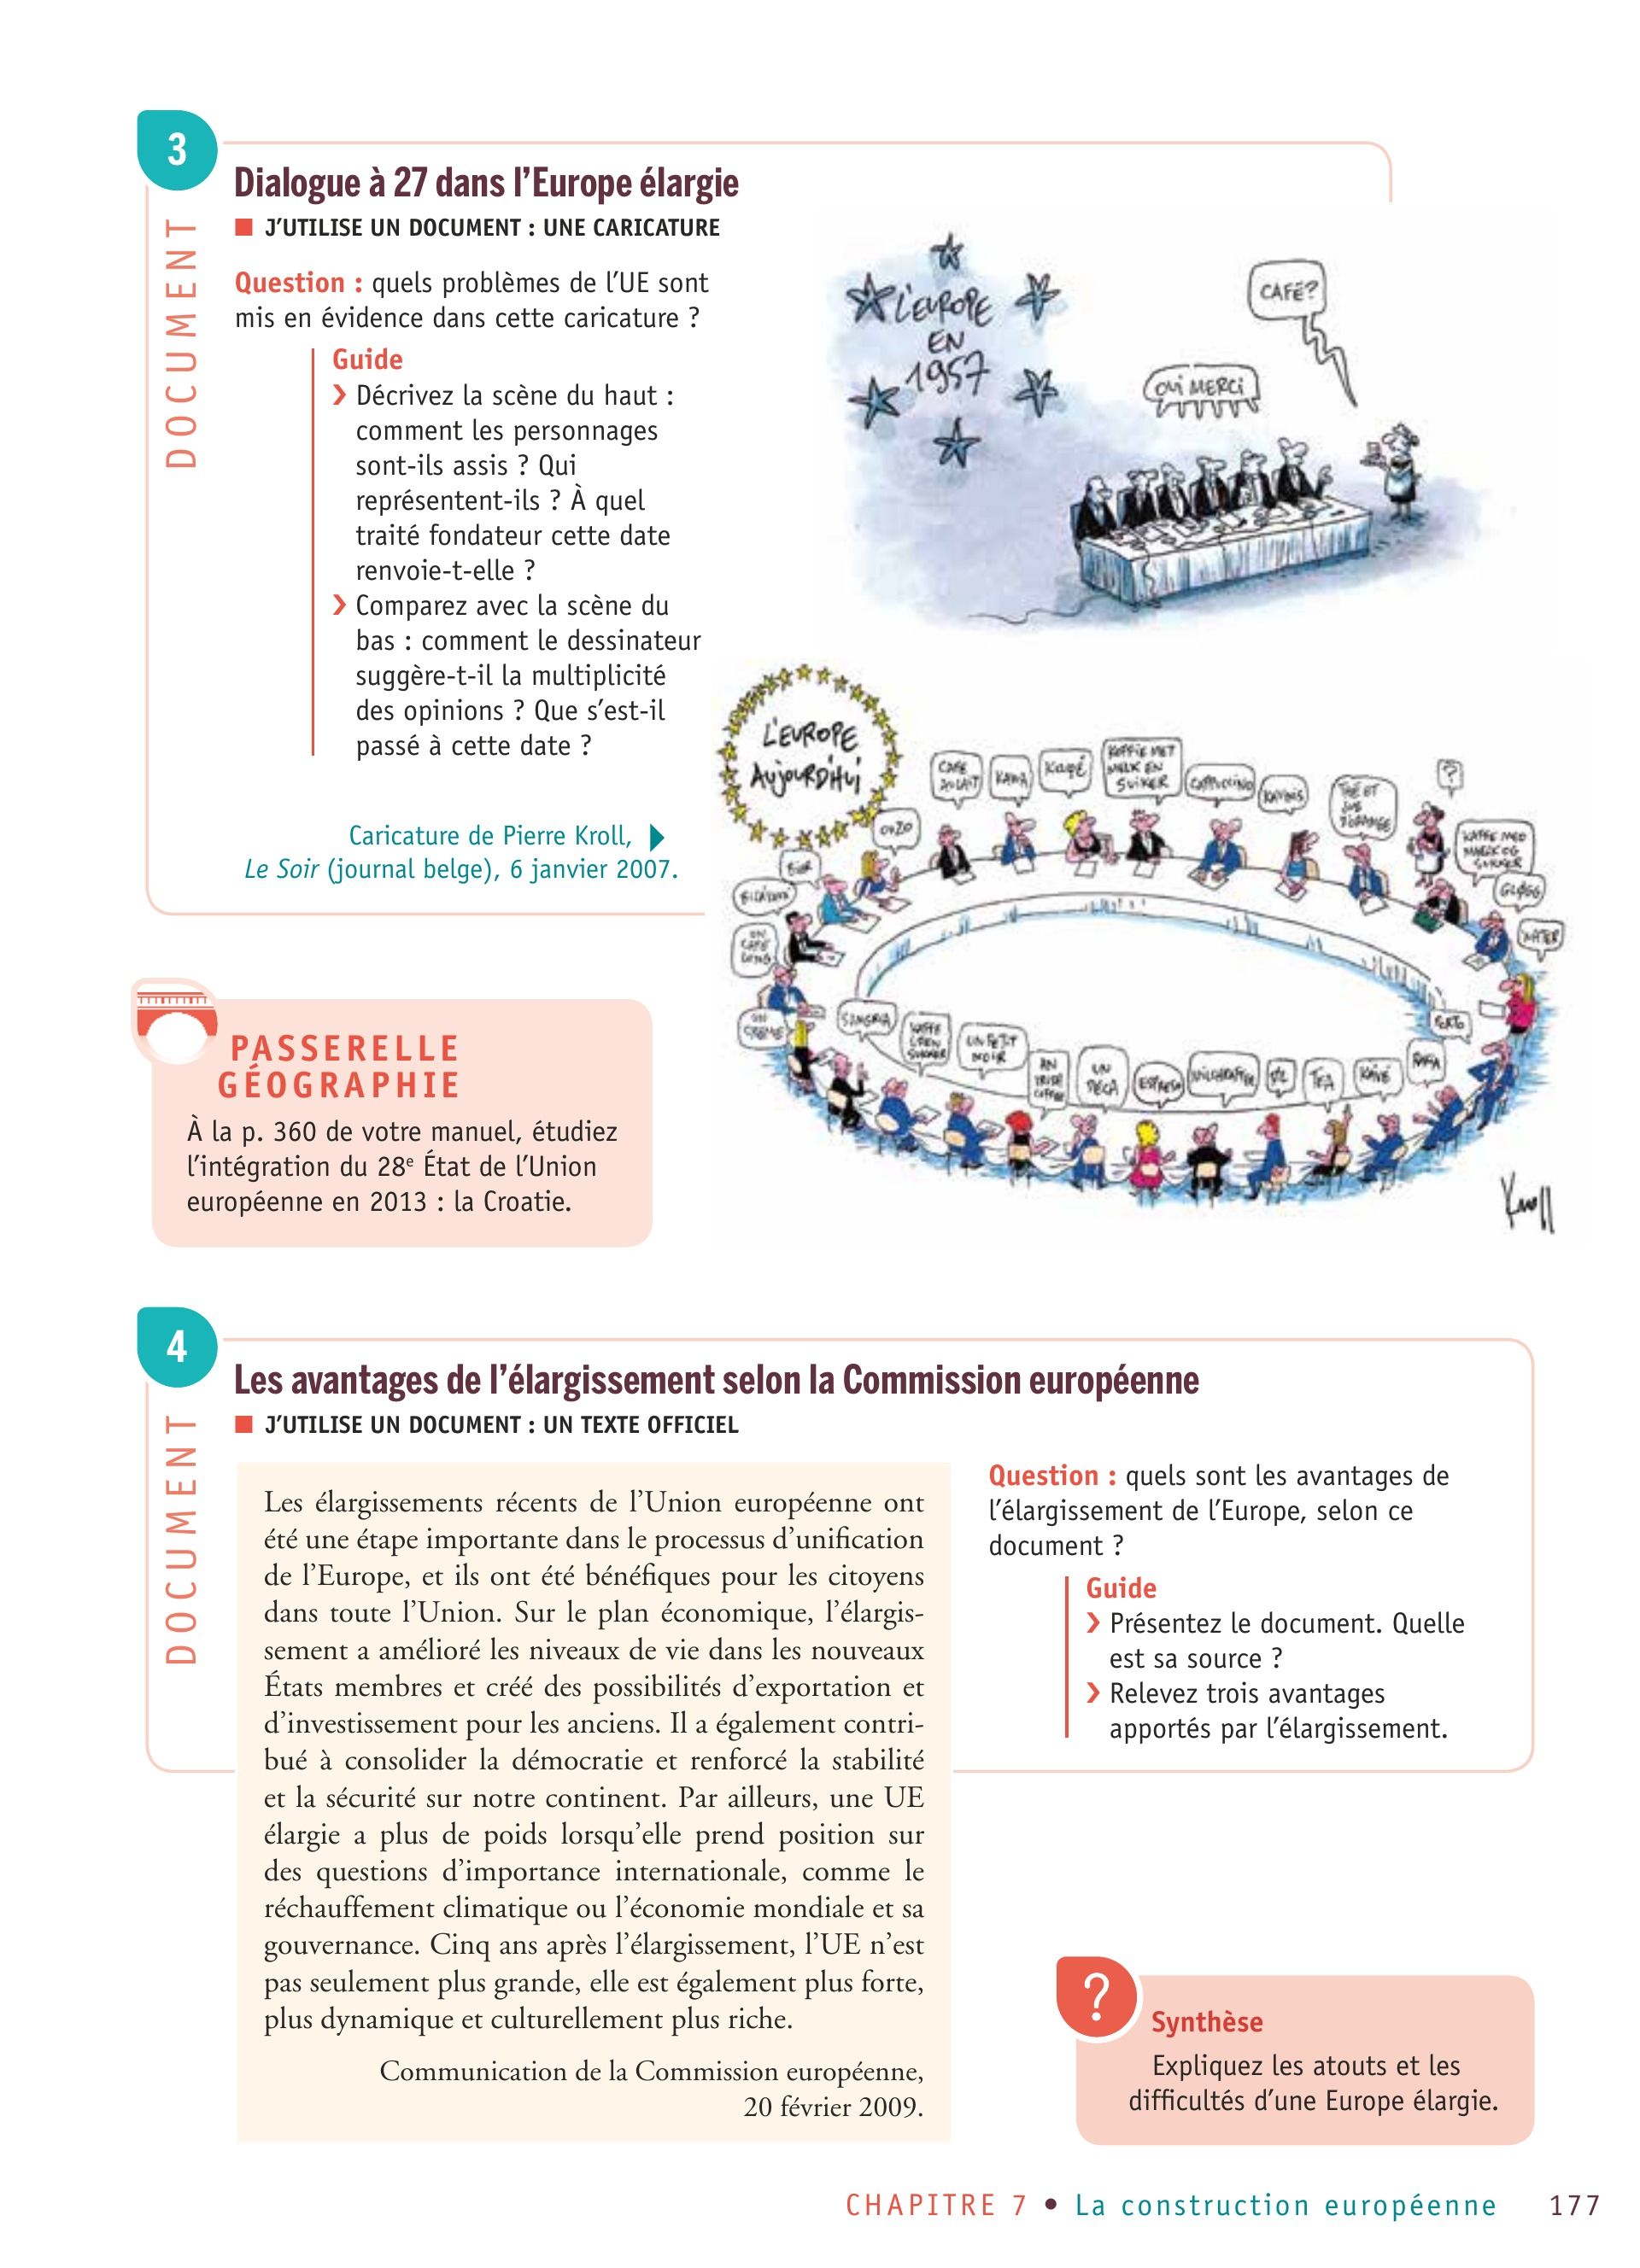 3
DOCUMENT
Dialogue à 27 dans l'Europe élargie
■ J'UTILISE UN DOCUMENT : UNE CARICATURE
Question : quels problèmes de l'UE sont
mis en évidence dans cette caricature ?
Guide
❯ Décrivez la scène du haut :
comment les personnages
sont-ils assis ? Qui
représentent-ils ? À quel
traité fondateur cette date
renvoie-t-elle ?
❯ Comparez avec la scène du
bas : comment le dessinateur
suggère-t-il la multiplicité
des opinions ? Que s'est-il
passé à cette date ?
Caricature de Pierre Kroll,
Le Soir (journal belge), 6 janvier 2007.
L'EUROPE
EN
1957
CAFÉ?
OUI MERCI
L'EUROPE
AUJOURD'HUI
CAFÉ
AU LAIT
KAWA
Kafé
KOFFIE MET
MELK EN
SUIKER
CAPPUCCINO
THÉ ET
JUS
D'ORANGE
?
KAFFE MED
MÆLK OG
SUKKER
GLØGG
WATER
OUZO
BIER
UN
CAFÉ
LONG
UN
CRÈME
SANGRIA
UN PETIT
NOIR
AN
IRISH
COFFEE
UN
DÉCA
ESPRESSO
TEA
KÁVÉ
PORTO
Kroll
PASSERELLE
GÉOGRAPHIE
À la p. 360 de votre manuel, étudiez
l'intégration du 28e État de l'Union
européenne en 2013 : la Croatie.
4
DOCUMENT
Les avantages de l'élargissement selon la Commission européenne
■ J'UTILISE UN DOCUMENT : UN TEXTE OFFICIEL
Les élargissements récents de l'Union européenne ont
été une étape importante dans le processus d'unification
de l'Europe, et ils ont été bénéfiques pour les citoyens
dans toute l'Union. Sur le plan économique, l'élargis-
sement a amélioré les niveaux de vie dans les nouveaux
États membres et créé des possibilités d'exportation et
d'investissement pour les anciens. Il a également contri-
bué à consolider la démocratie et renforcé la stabilité
et la sécurité sur notre continent. Par ailleurs, une UE
élargie a plus de poids lorsqu'elle prend position sur
des questions d'importance internationale, comme le
réchauffement climatique ou l'économie mondiale et sa
gouvernance. Cinq ans après l'élargissement, l'UE n'est
pas seulement plus grande, elle est également plus forte,
plus dynamique et culturellement plus riche.
Communication de la Commission européenne,
20 février 2009.
Question : quels sont les avantages de
l'élargissement de l'Europe, selon ce
document ?
Guide
❯ Présentez le document. Quelle
est sa source ?
❯ Relevez trois avantages
apportés par l'élargissement.
?
Synthèse
Expliquez les atouts et les
difficultés d'une Europe élargie.
CHAPITRE 7 • La construction européenne 177